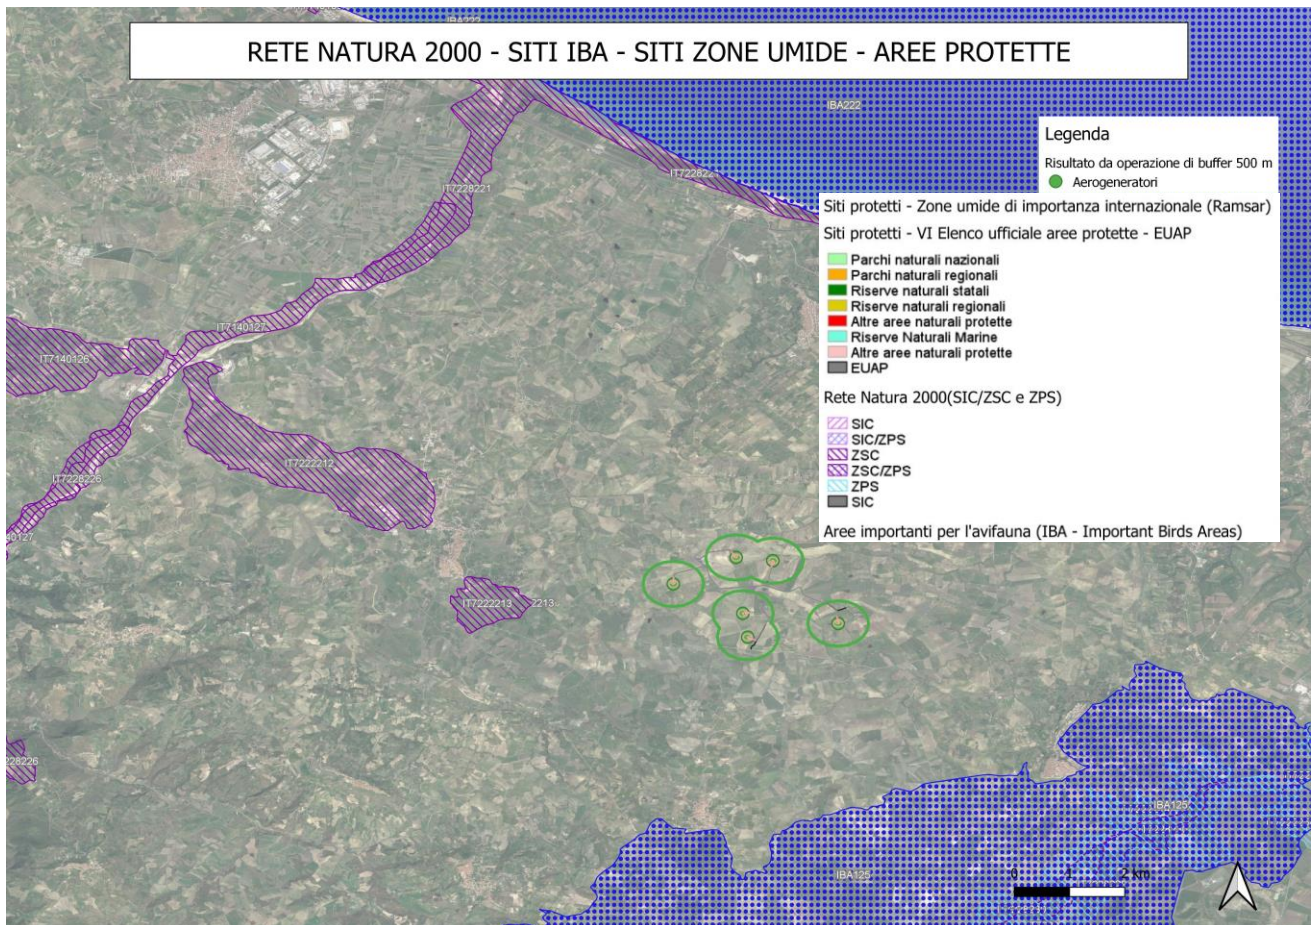 IBA222
RETE NATURA 2000 - SITI IBA - SITI ZONE UMIDE - AREE PROTETTE
IBA222
Legenda
Risultato da operazione di buffer 500 m
Aerogeneratori
Siti protetti - Zone umide di importanza internazionale (Ramsar)
Siti protetti - VI Elenco ufficiale aree protette - EUAP
Parchi naturali nazionali
Parchi naturali regionali
Riserve naturali statali
Riserve naturali regionali
Altre aree naturali protette
Riserve Naturali Marine
Altre aree naturali protette
EUAP
Rete Natura 2000(SIC/ZSC e ZPS)
SIC
SIC/ZPS
ZSC
ZSC/ZPS
ZPS
SIC
Aree importanti per l'avifauna (IBA - Important Birds Areas)
IT7228221
IT722822
IT7140127
IT7140126
IT7222212
IT7228226
40127
IT7222213
2213
228226
IBA125
IBA125
0 1 2 km